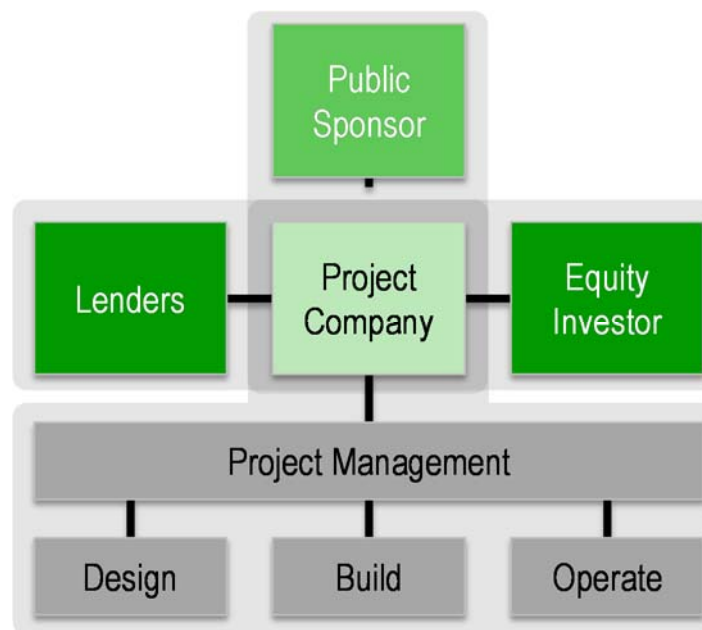 Public
Sponsor
Lenders
Project
Company
Equity
Investor
Project Management
Design
Build
Operate